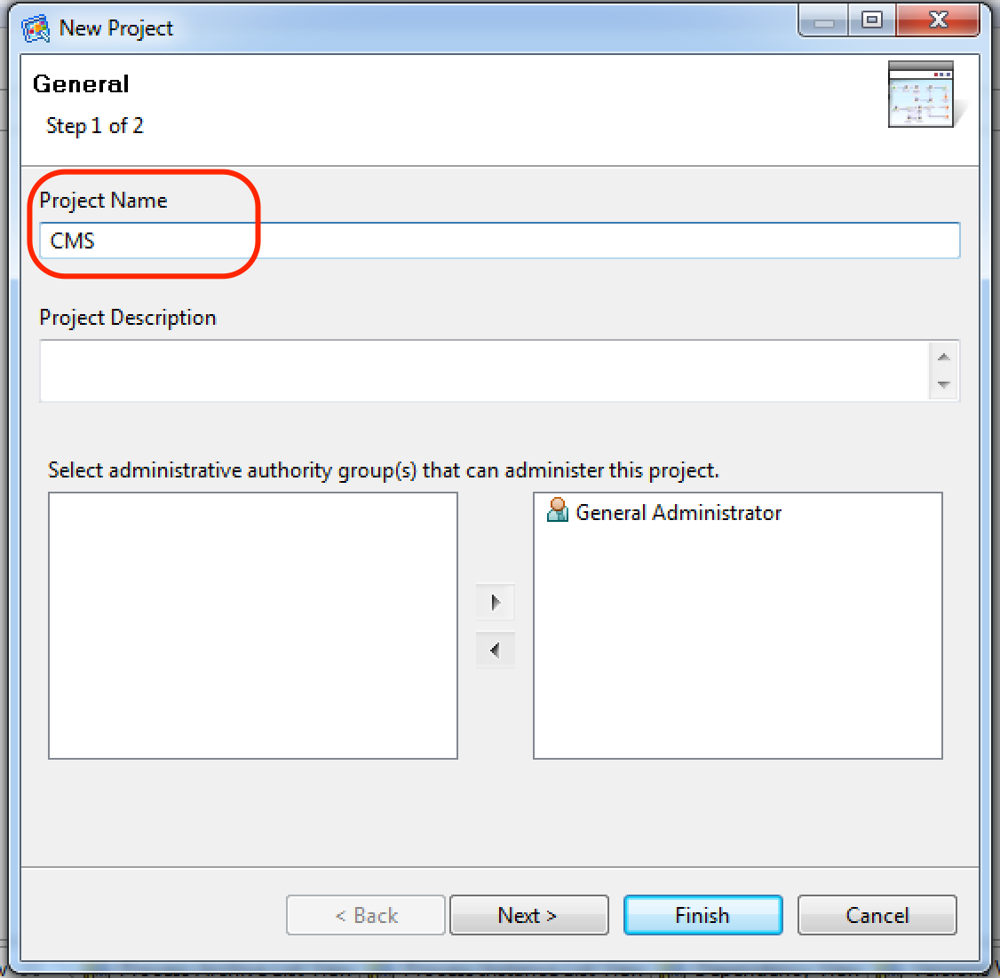 New Project
General
Step 1 of 2
Project Name
CMS
Project Description
Select administrative authority group(s) that can administer this project.
General Administrator
< Back
Next >
Finish
Cancel